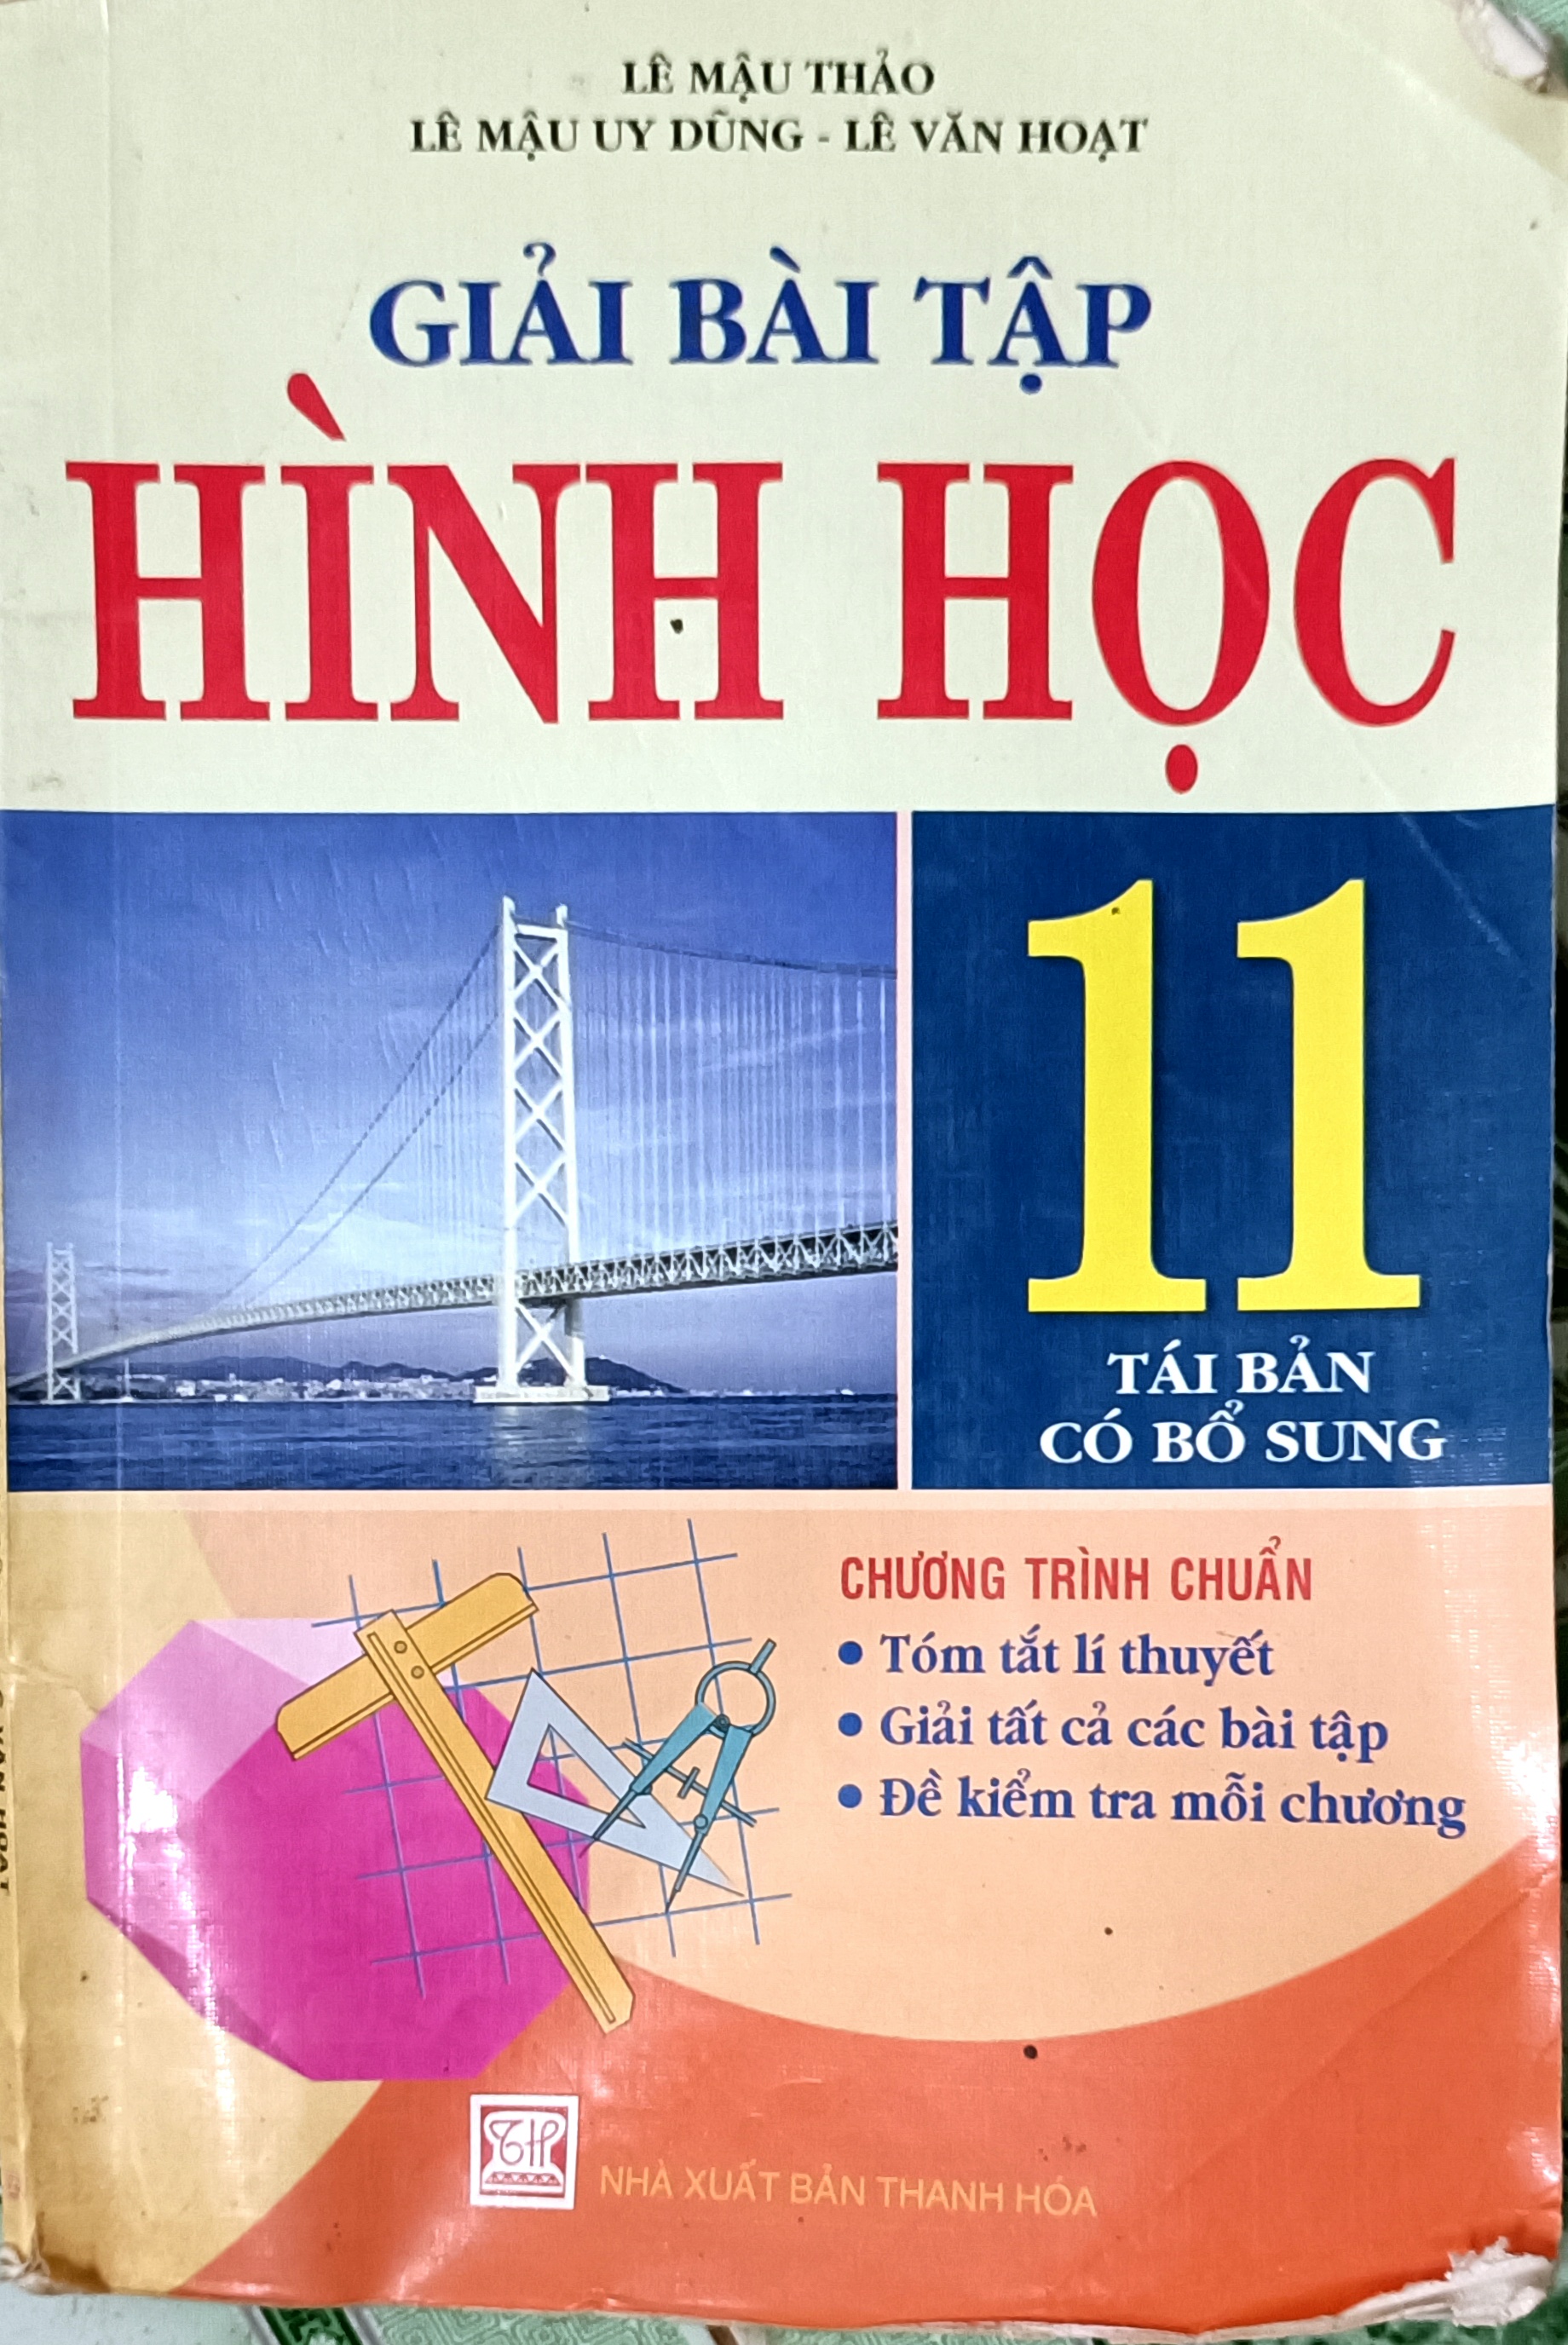 LÊ MẬU THẢO
LÊ MẬU UY DŨNG - LÊ VĂN HOẠT
GIẢI BÀI TẬP
HÌNH HỌC
11
TÁI BẢN
CÓ BỔ SUNG
CHƯƠNG TRÌNH CHUẨN
• Tóm tắt lí thuyết
• Giải tất cả các bài tập
• Đề kiểm tra mỗi chương
NHÀ XUẤT BẢN THANH HÓA